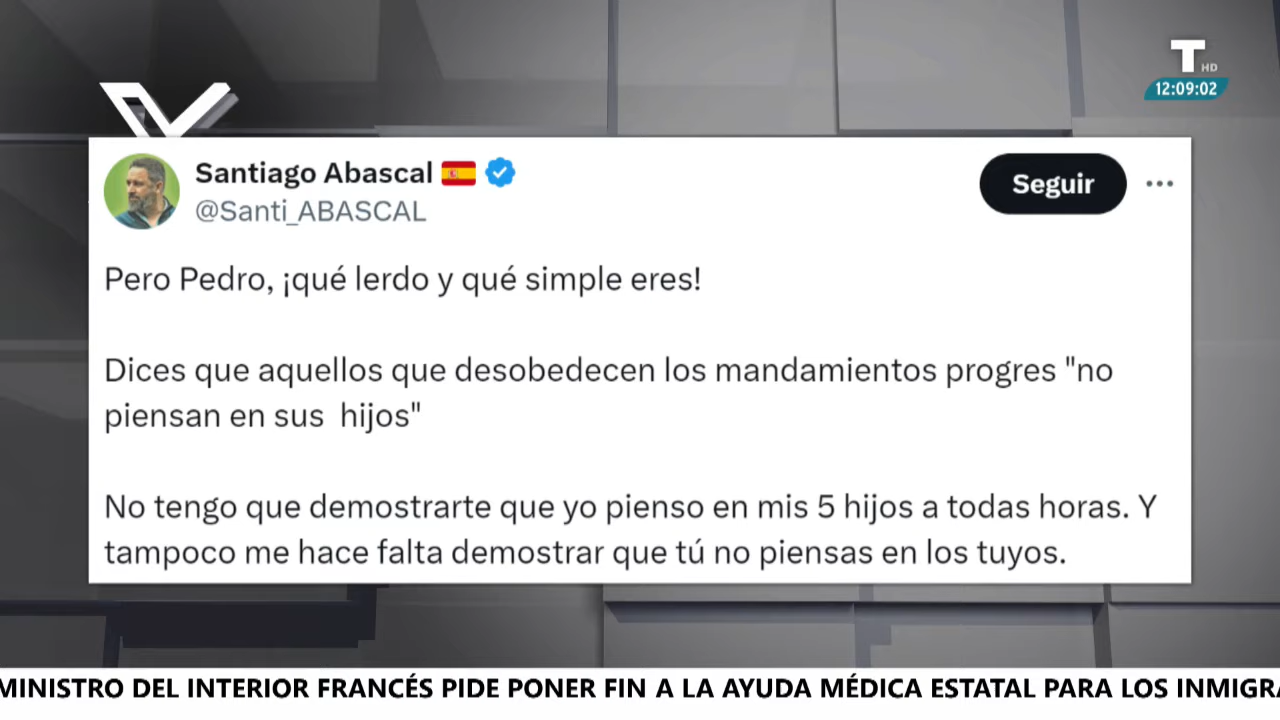 T HD
12:09:02
Santiago Abascal
@Santi_ABASCAL
Seguir
Pero Pedro, ¡qué lerdo y qué simple eres!
Dices que aquellos que desobedecen los mandamientos progres "no
piensan en sus  hijos"
No tengo que demostrarte que yo pienso en mis 5 hijos a todas horas. Y
tampoco me hace falta demostrar que tú no piensas en los tuyos.
MINISTRO DEL INTERIOR FRANCÉS PIDE PONER FIN A LA AYUDA MÉDICA ESTATAL PARA LOS INMIGRA